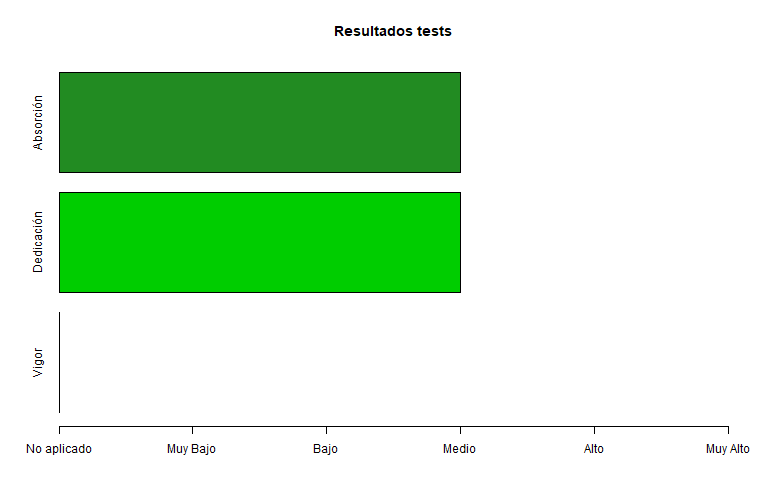 Resultados tests
Absorción
Dedicación
Vigor
No aplicado Muy Bajo Bajo Medio Alto Muy Alto